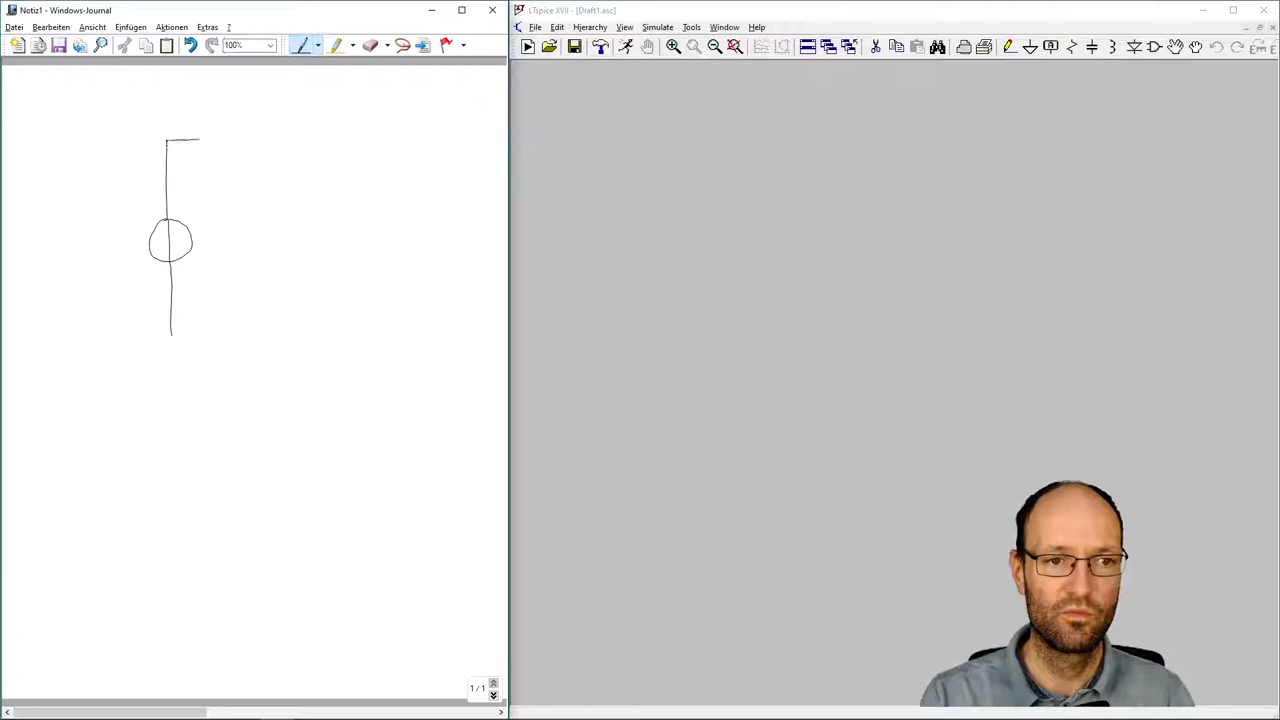 Notiz1 - Windows-Journal
Datei Bearbeiten Ansicht Einfügen Aktionen Extras ?
100%
1 / 1
LTspice XVII - [Draft1.asc]
File Edit Hierarchy View Simulate Tools Window Help